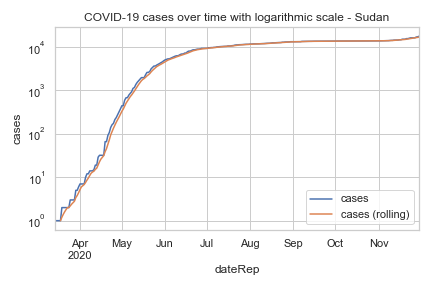 COVID-19 cases over time with logarithmic scale - Sudan
10⁴
10³
10²
10¹
10⁰
cases
cases
cases (rolling)
Apr May Jun Jul Aug Sep Oct Nov
2020
dateRep